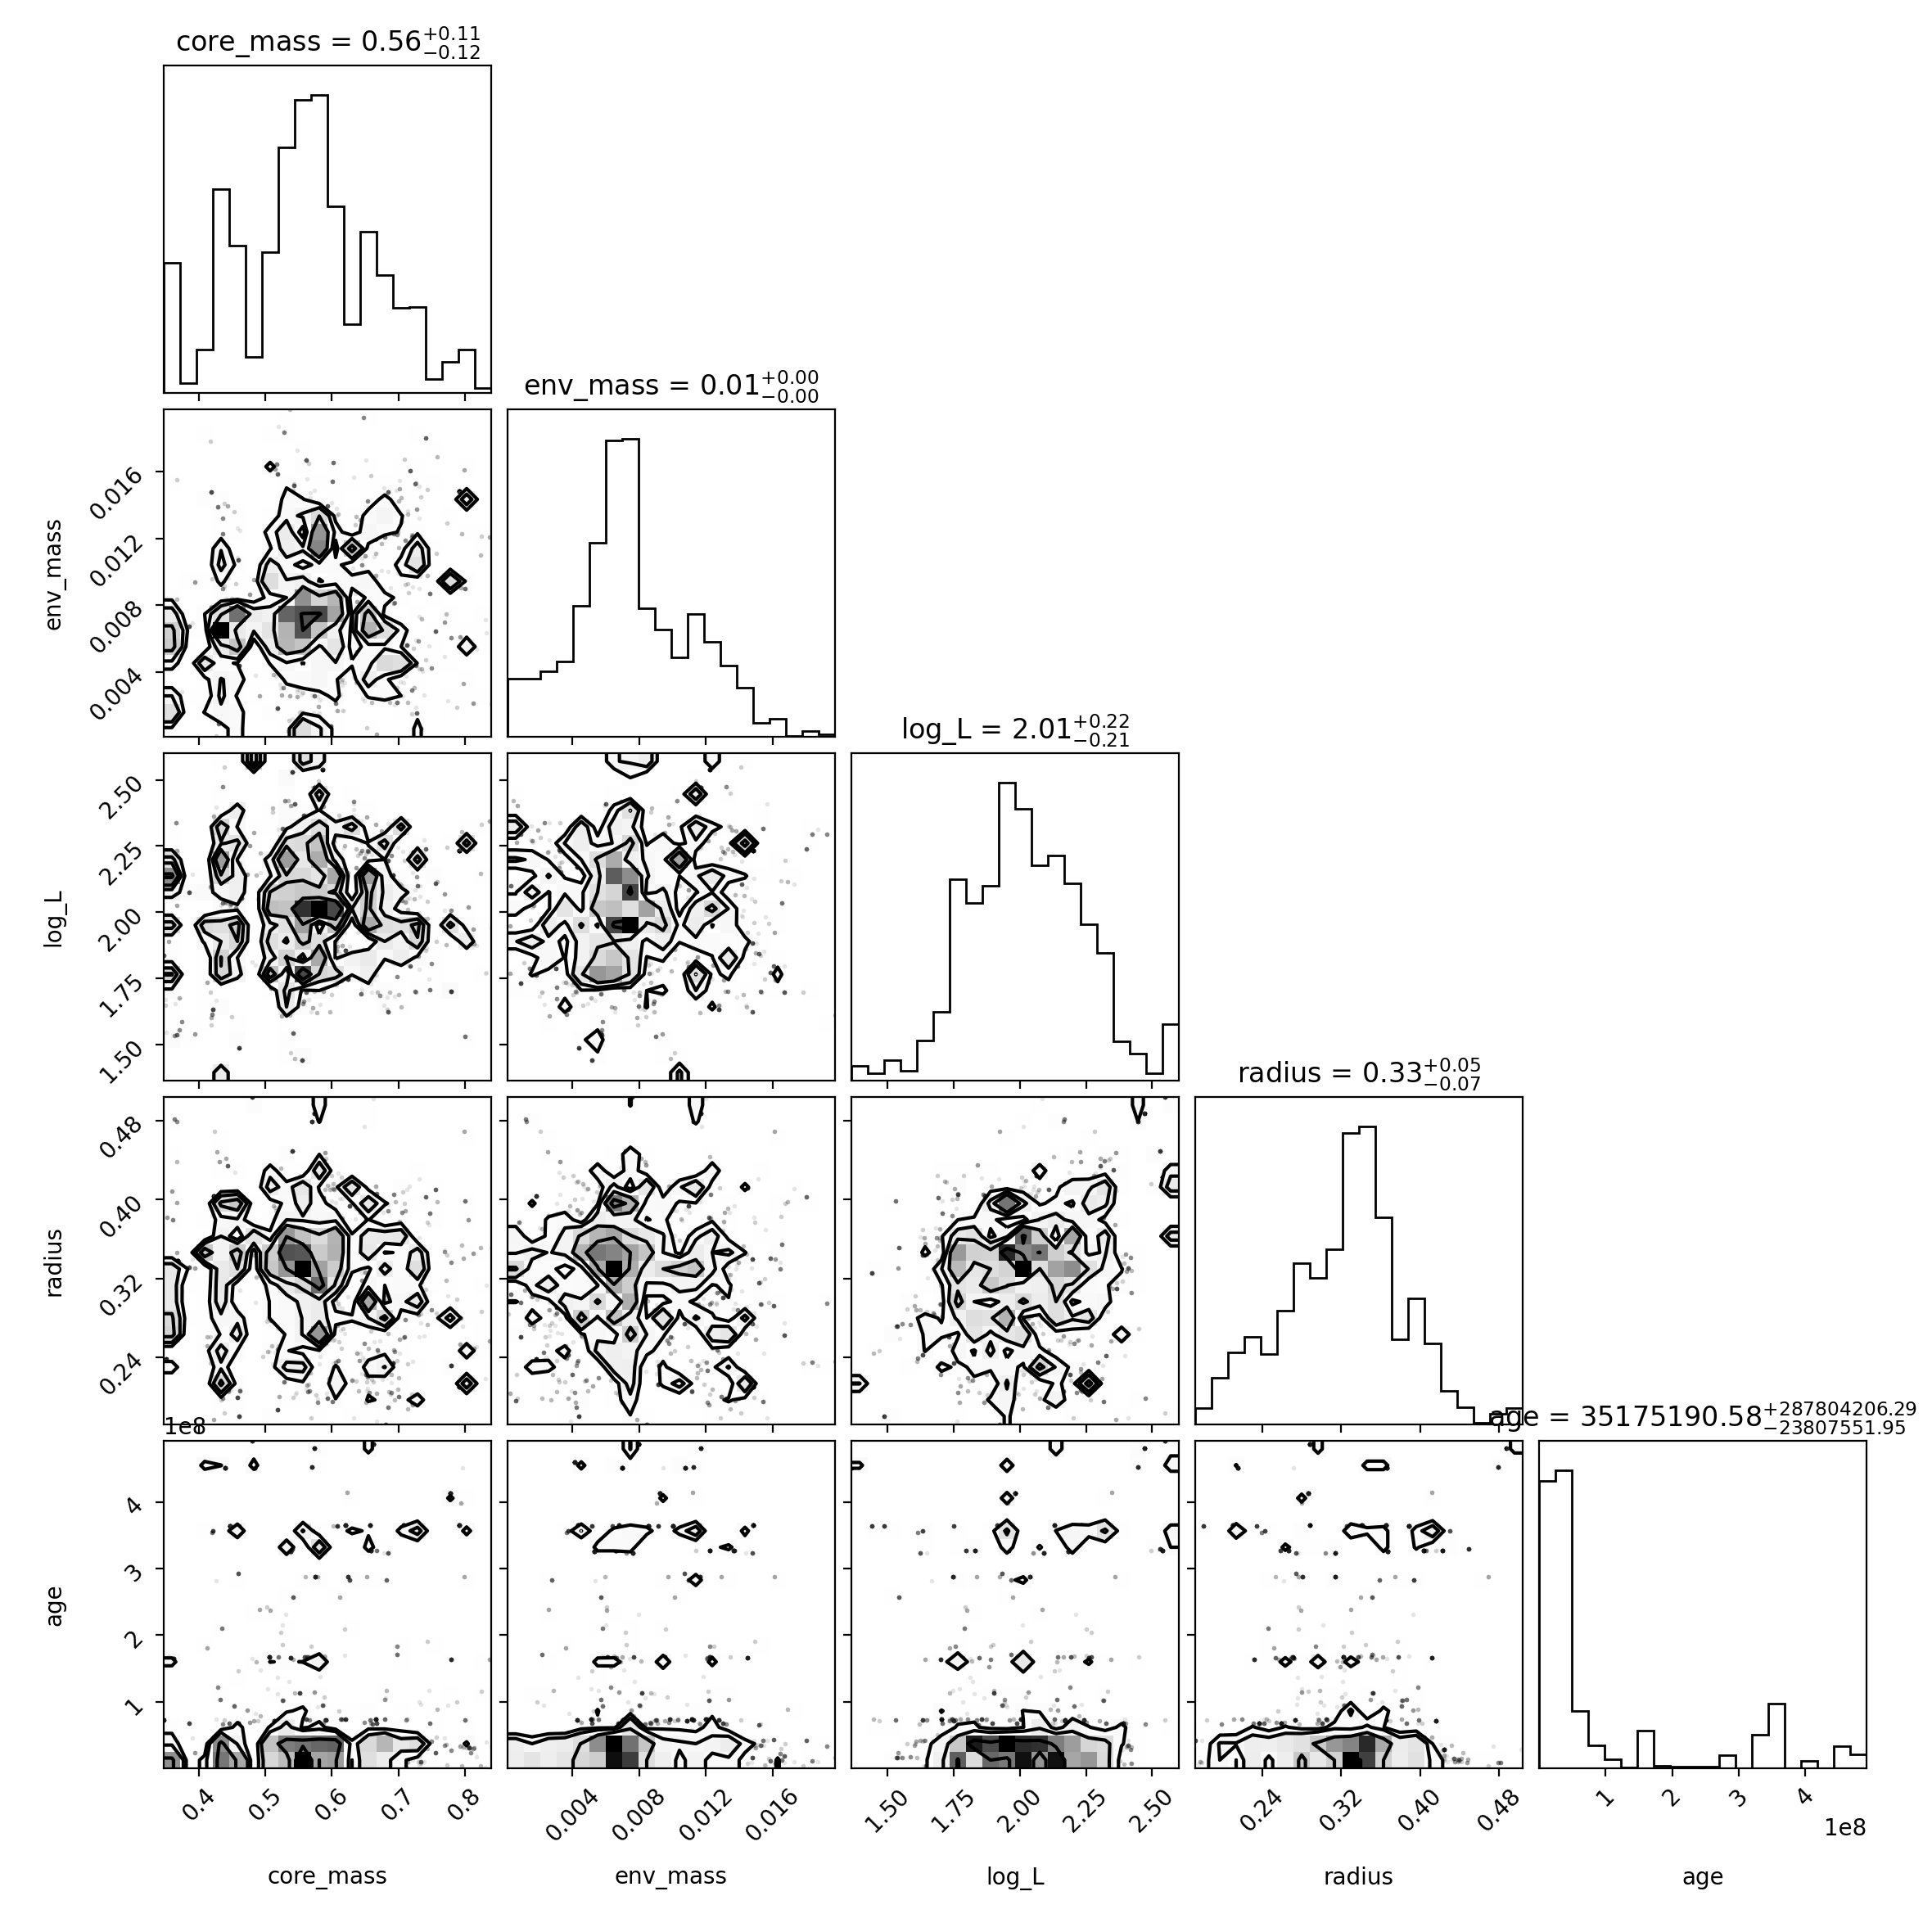 core_mass = 0.56+0.11−0.12
env_mass = 0.01+0.00−0.00
log_L = 2.01+0.22−0.21
radius = 0.33+0.05−0.07
age = 35175190.58+287804206.29−23807551.95
env_mass
0.016
0.012
0.008
0.004
log_L
2.50
2.25
2.00
1.75
1.50
radius
0.48
0.40
0.32
0.24
1e8
age
4
3
2
1
0.4 0.5 0.6 0.7 0.8
0.004 0.008 0.012 0.016
1.50 1.75 2.00 2.25 2.50
0.24 0.32 0.40 0.48
1 2 3 4
1e8
core_mass
env_mass
log_L
radius
age